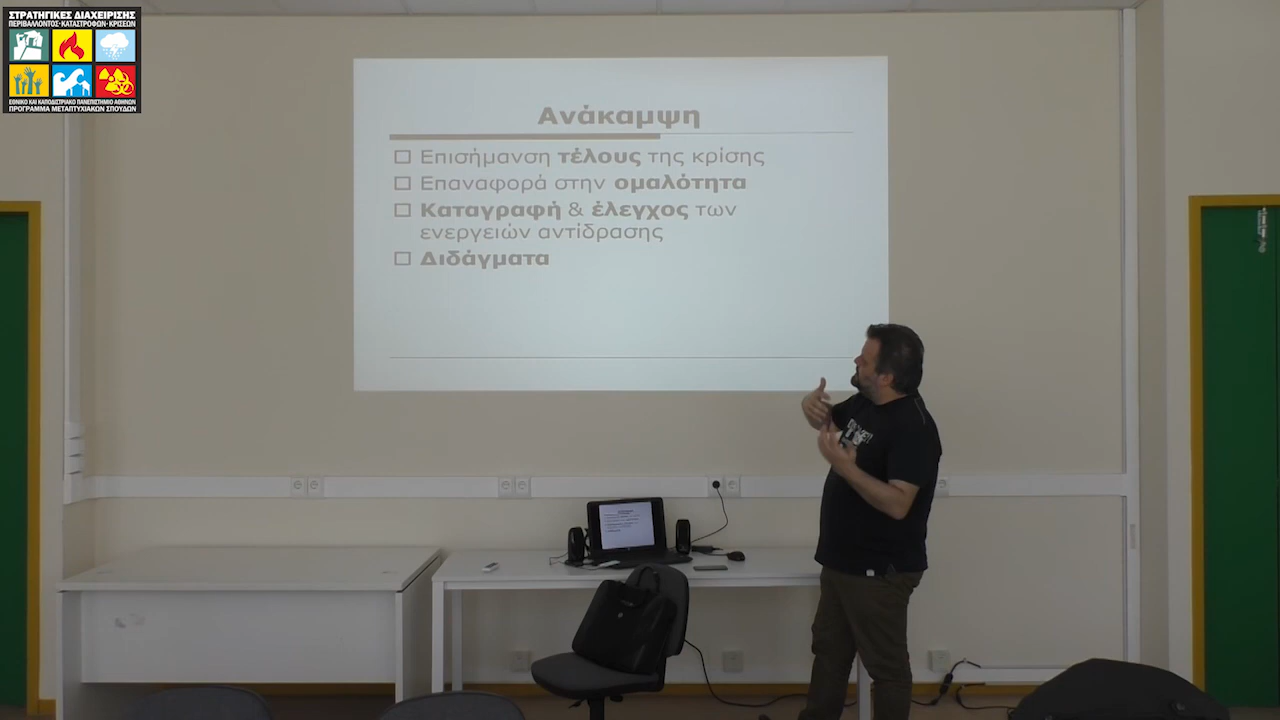 ΣΤΡΑΤΗΓΙΚΕΣ ΔΙΑΧΕΙΡΙΣΗΣ
ΠΕΡΙΒΑΛΛΟΝΤΟΣ·ΚΑΤΑΣΤΡΟΦΩΝ·ΚΡΙΣΕΩΝ
ΕΘΝΙΚΟ ΚΑΙ ΚΑΠΟΔΙΣΤΡΙΑΚΟ ΠΑΝΕΠΙΣΤΗΜΙΟ ΑΘΗΝΩΝ
ΠΡΟΓΡΑΜΜΑ ΜΕΤΑΠΤΥΧΙΑΚΩΝ ΣΠΟΥΔΩΝ
Ανάκαμψη
Επισήμανση τέλους της κρίσης
Επαναφορά στην ομαλότητα
Καταγραφή & έλεγχος των
ενεργειών αντίδρασης
Διδάγματα